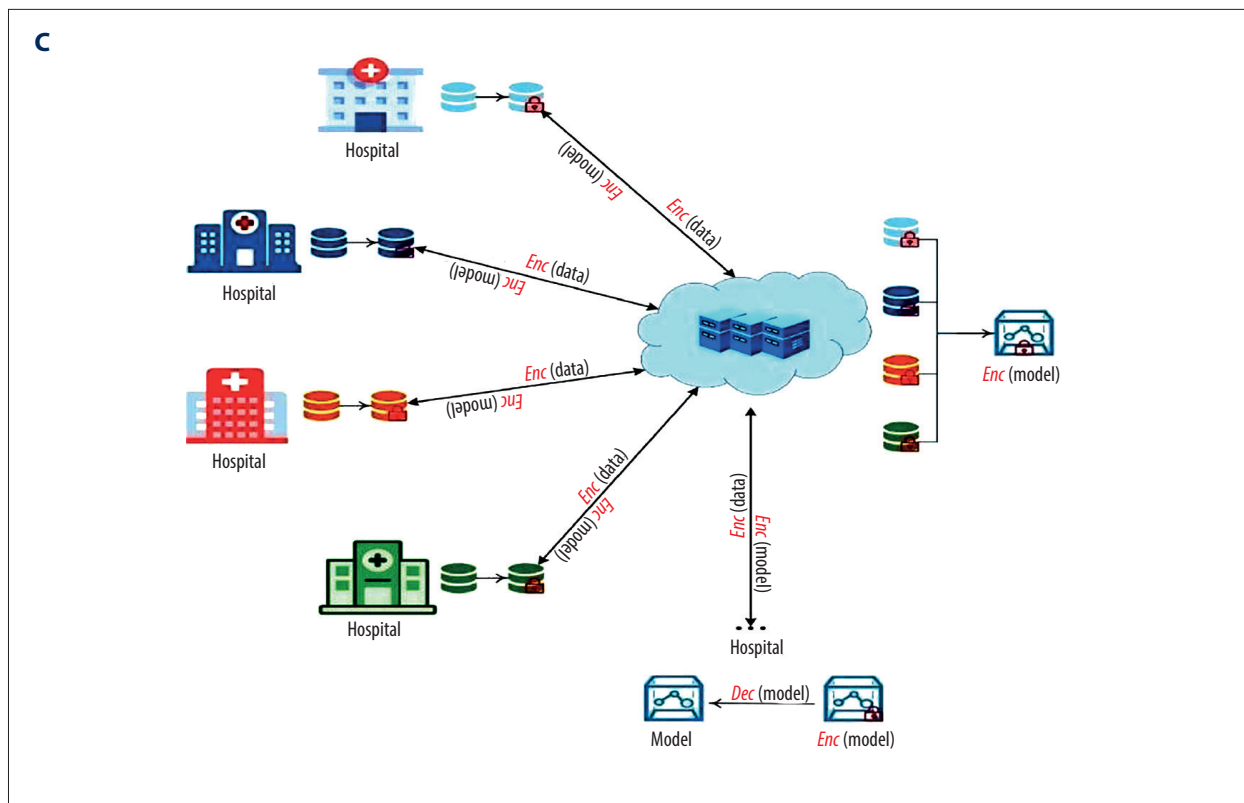 C
Hospital
Enc (model)
Enc (data)
Hospital
Enc (data)
Enc (model)
Hospital
Enc (data)
Enc (model)
Enc (model)
Hospital
Enc (data)
Enc (model)
Enc (data)
Enc (model)
Hospital
Dec (model)
Model
Enc (model)